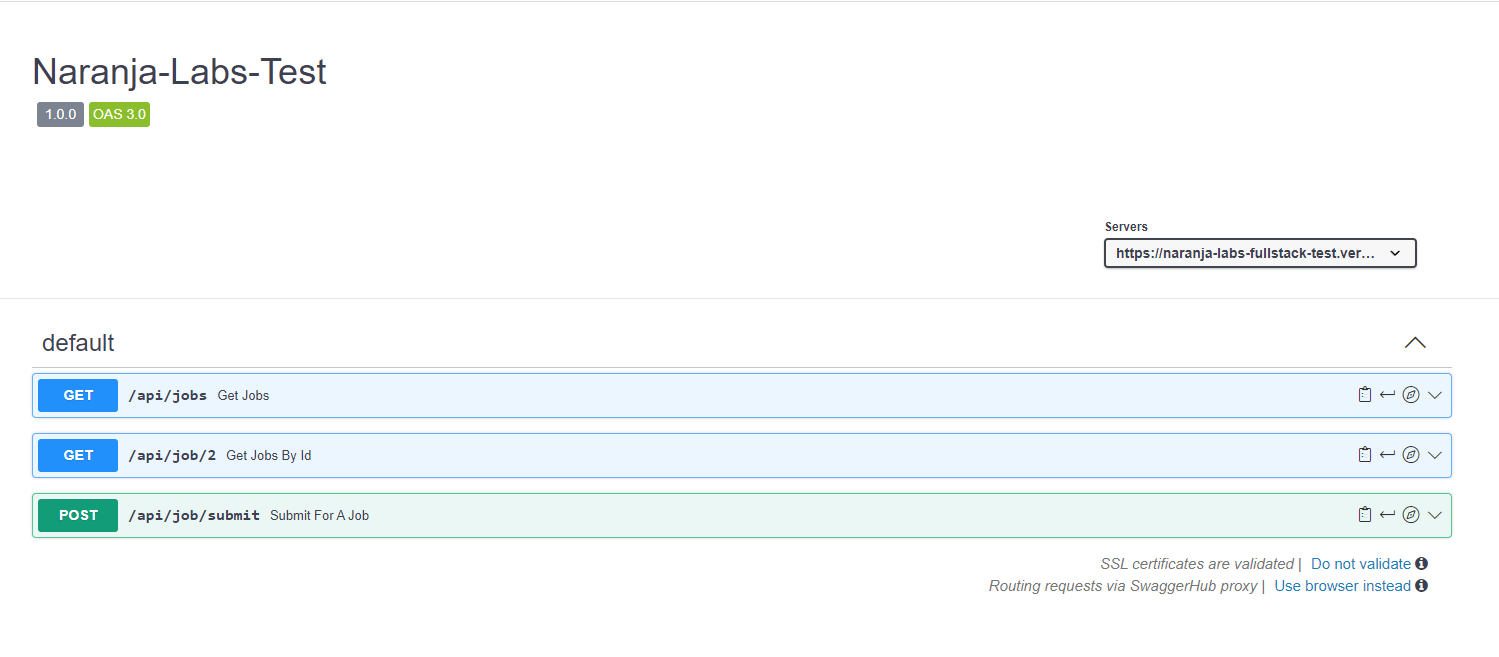 Naranja-Labs-Test
1.0.0 OAS 3.0
Servers
https://naranja-labs-fullstack-test.ver...
default
GET /api/jobs Get Jobs
GET /api/job/2 Get Jobs By Id
POST /api/job/submit Submit For A Job
SSL certificates are validated | Do not validate
Routing requests via SwaggerHub proxy | Use browser instead